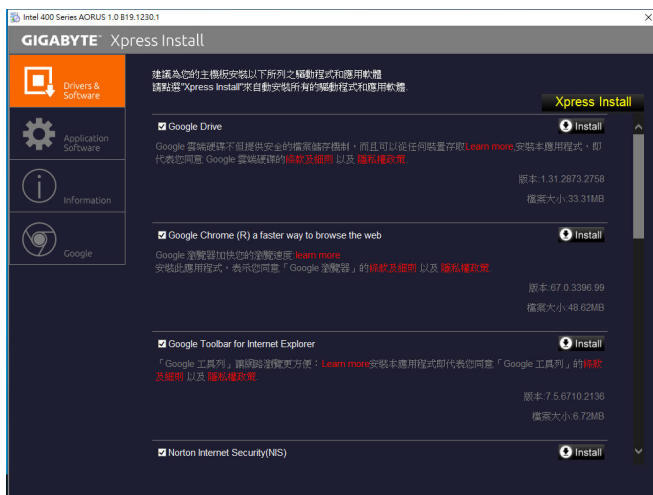 Intel 400 Series AORUS 1.0 B19.1230.1
GIGABYTE™ Xpress Install
Drivers & Software
建議為您的主機板安裝以下所列之驅動程式和應用軟體
請點選"Xpress Install"來自動安裝所有的驅動程式和應用軟體.
Xpress Install
Application Software
Information
Google
Google Drive
Install
Google 雲端硬碟不但提供安全的檔案儲存機制，而且可以從任何裝置存取Learn more,安裝本應用程式，即
代表您同意 Google 雲端硬碟的條款及細則 以及 隱私權政策.
版本:1.31.2873.2758
檔案大小:33.31MB
Google Chrome (R) a faster way to browse the web
Install
Google 瀏覽器加快您的瀏覽速度:learn more
安裝此應用程式，表示您同意「Google 瀏覽器」的條款及細則 以及 隱私權政策.
版本:67.0.3396.99
檔案大小:48.62MB
Google Toolbar for Internet Explorer
Install
「Google 工具列」讓網路瀏覽更方便：Learn more安裝本應用程式即代表您同意「Google 工具列」的條款
及細則 以及 隱私權政策.
版本:7.5.6710.2136
檔案大小:6.72MB
Norton Internet Security(NIS)
Install